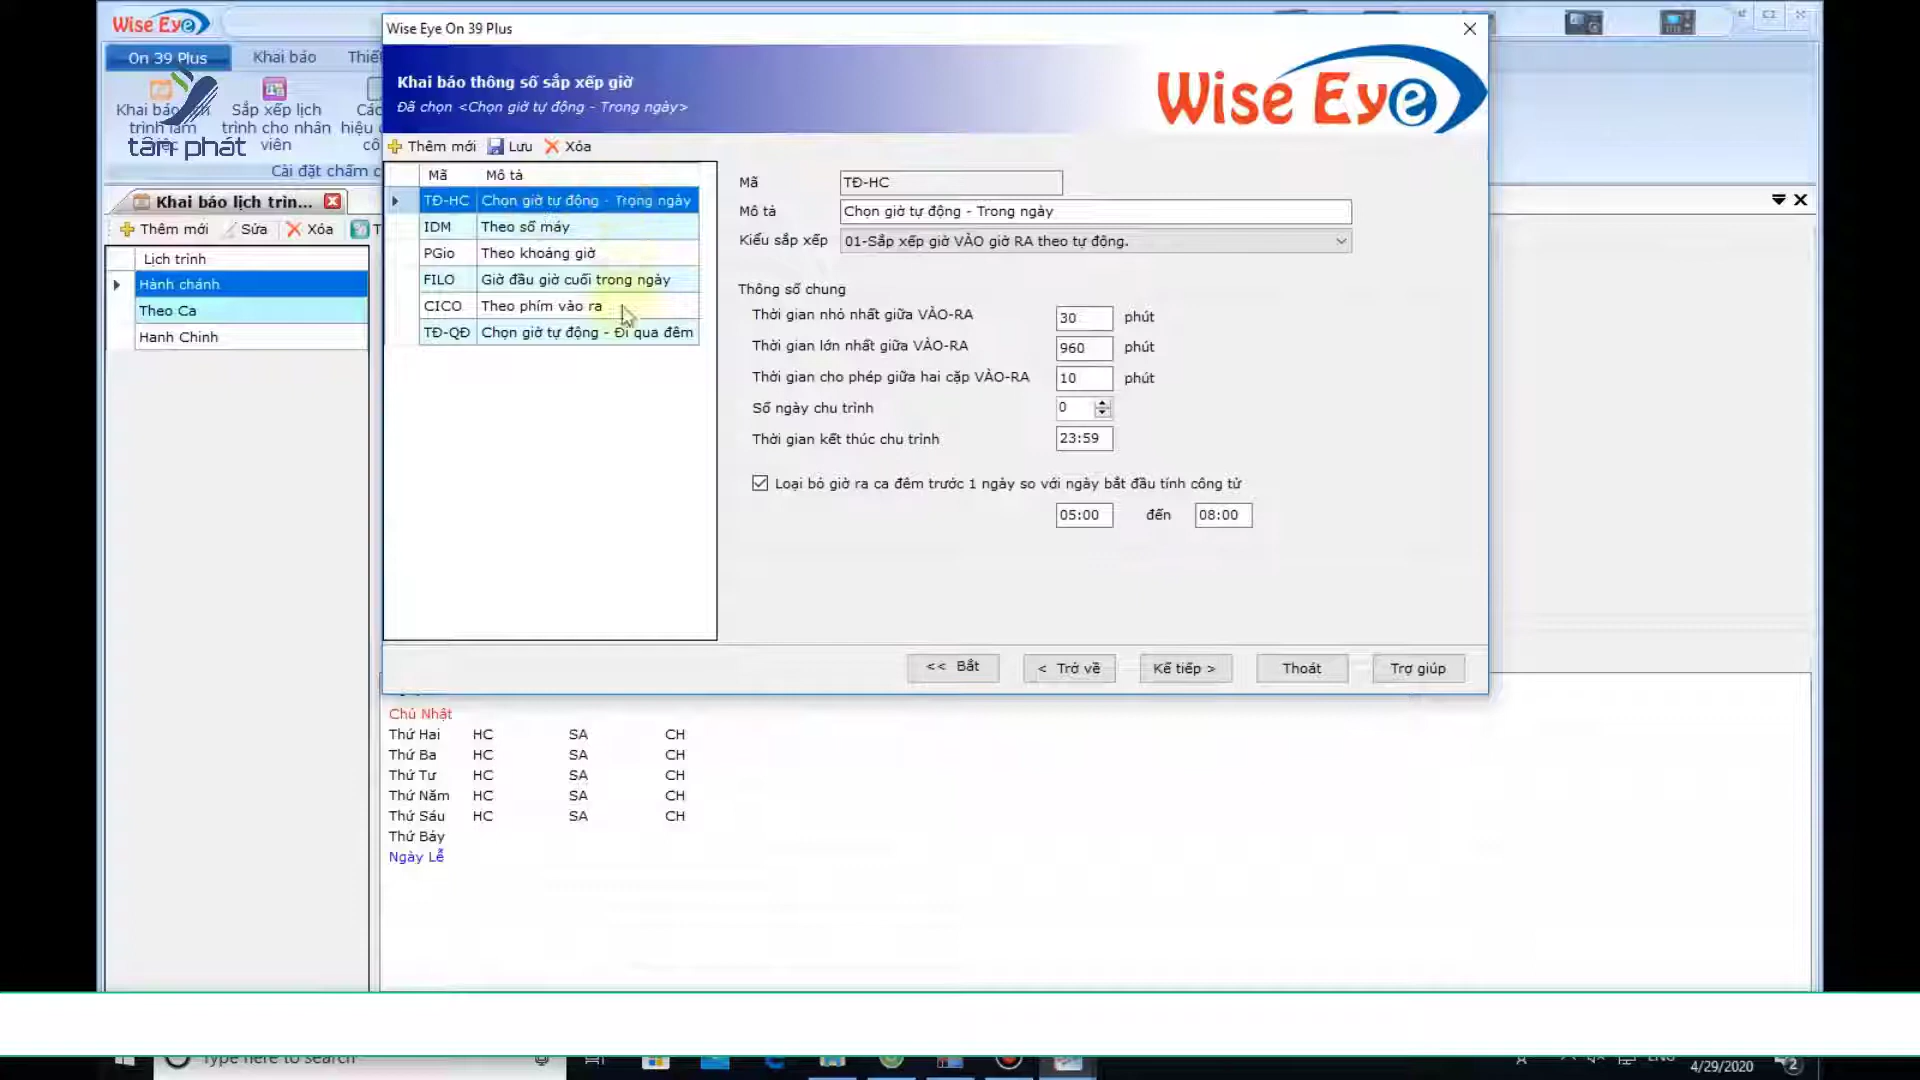 Wise Eye
Wise Eye On 39 Plus
On 39 Plus
Khai báo
Khai báo thông số sắp xếp giờ
Đã chọn <Chọn giờ tự động - Trong ngày>
Wise Eye
Sắp xếp lịch
trình cho nhân
viên
tân phát
Cài đặt chấm c
Thêm mới Lưu Xóa
Mã Mô tả
TĐ-HC Chọn giờ tự động - Trong ngày
IDM Theo số máy
PGio Theo khoảng giờ
FILO Giờ đầu giờ cuối trong ngày
CICO Theo phím vào ra
TĐ-QĐ Chọn giờ tự động - Đi qua đêm
Mã TĐ-HC
Mô tả Chọn giờ tự động - Trong ngày
Kiểu sắp xếp 01-Sắp xếp giờ VÀO giờ RA theo tự động.
Thông số chung
Thời gian nhỏ nhất giữa VÀO-RA 30 phút
Thời gian lớn nhất giữa VÀO-RA 960 phút
Thời gian cho phép giữa hai cặp VÀO-RA 10 phút
Số ngày chu trình 0
Thời gian kết thúc chu trình 23:59
Loại bỏ giờ ra ca đêm trước 1 ngày so với ngày bắt đầu tính công từ
05:00 đến 08:00
<< Bắt < Trở về Kế tiếp > Thoát Trợ giúp
Khai báo lịch trìn...
Thêm mới Sửa Xóa T
Lịch trình
Hành chánh
Theo Ca
Hanh Chinh
Chủ Nhật
Thứ Hai HC SA CH
Thứ Ba HC SA CH
Thứ Tư HC SA CH
Thứ Năm HC SA CH
Thứ Sáu HC SA CH
Thứ Bảy
Ngày Lễ
Type here to search
4/29/2020
2